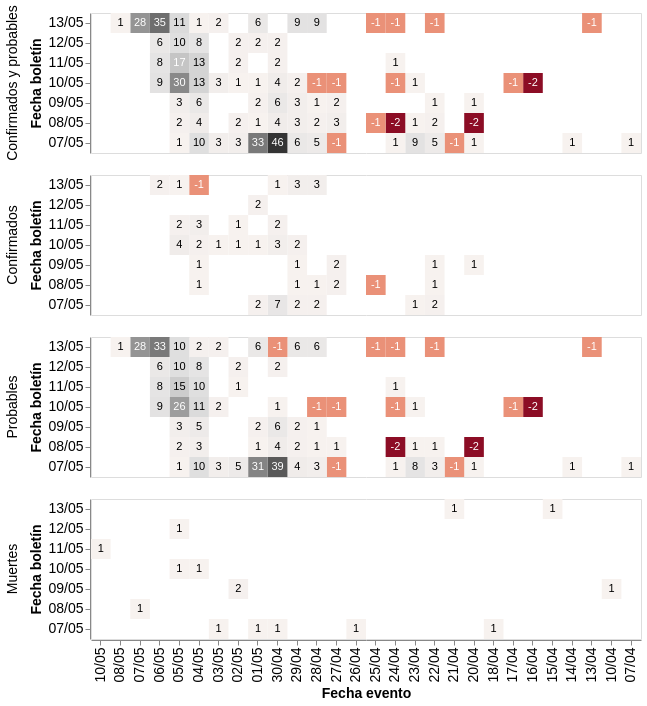 Confirmados y probables
Fecha boletín
13/05 1 28 35 11 1 2 6 9 9 -1 -1 -1 -1
12/05 6 10 8 2 2 2
11/05 8 17 13 2 2 1
10/05 9 30 13 3 1 1 4 2 -1 -1 -1 1 -1 -2
09/05 3 6 2 6 3 1 2 1 1
08/05 2 4 2 1 4 3 2 3 -1 -2 1 2 -2
07/05 1 10 3 3 33 46 6 5 -1 1 9 5 -1 1 1 1
Confirmados
Fecha boletín
13/05 2 1 -1 1 3 3
12/05 2
11/05 2 3 1 2
10/05 4 2 1 1 1 3 2
09/05 1 1 2 1 1
08/05 1 1 1 2 -1 1
07/05 2 7 2 2 1 2
Probables
Fecha boletín
13/05 1 28 33 10 2 2 6 -1 6 6 -1 -1 -1 -1
12/05 6 10 8 2 2
11/05 8 15 10 1 1
10/05 9 26 11 2 1 -1 -1 -1 1 -1 -2
09/05 3 5 2 6 2 1
08/05 2 3 1 4 2 1 1 -2 1 1 -2
07/05 1 10 3 5 31 39 4 3 -1 1 8 3 -1 1 1 1
Muertes
Fecha boletín
13/05 1 1
12/05 1
11/05 1
10/05 1 1
09/05 2 1
08/05 1
07/05 1 1 1 1 1
10/05 08/05 07/05 06/05 05/05 04/05 03/05 02/05 01/05 30/04 29/04 28/04 27/04 26/04 25/04 24/04 23/04 22/04 21/04 20/04 18/04 17/04 16/04 15/04 14/04 13/04 10/04 07/04
Fecha evento